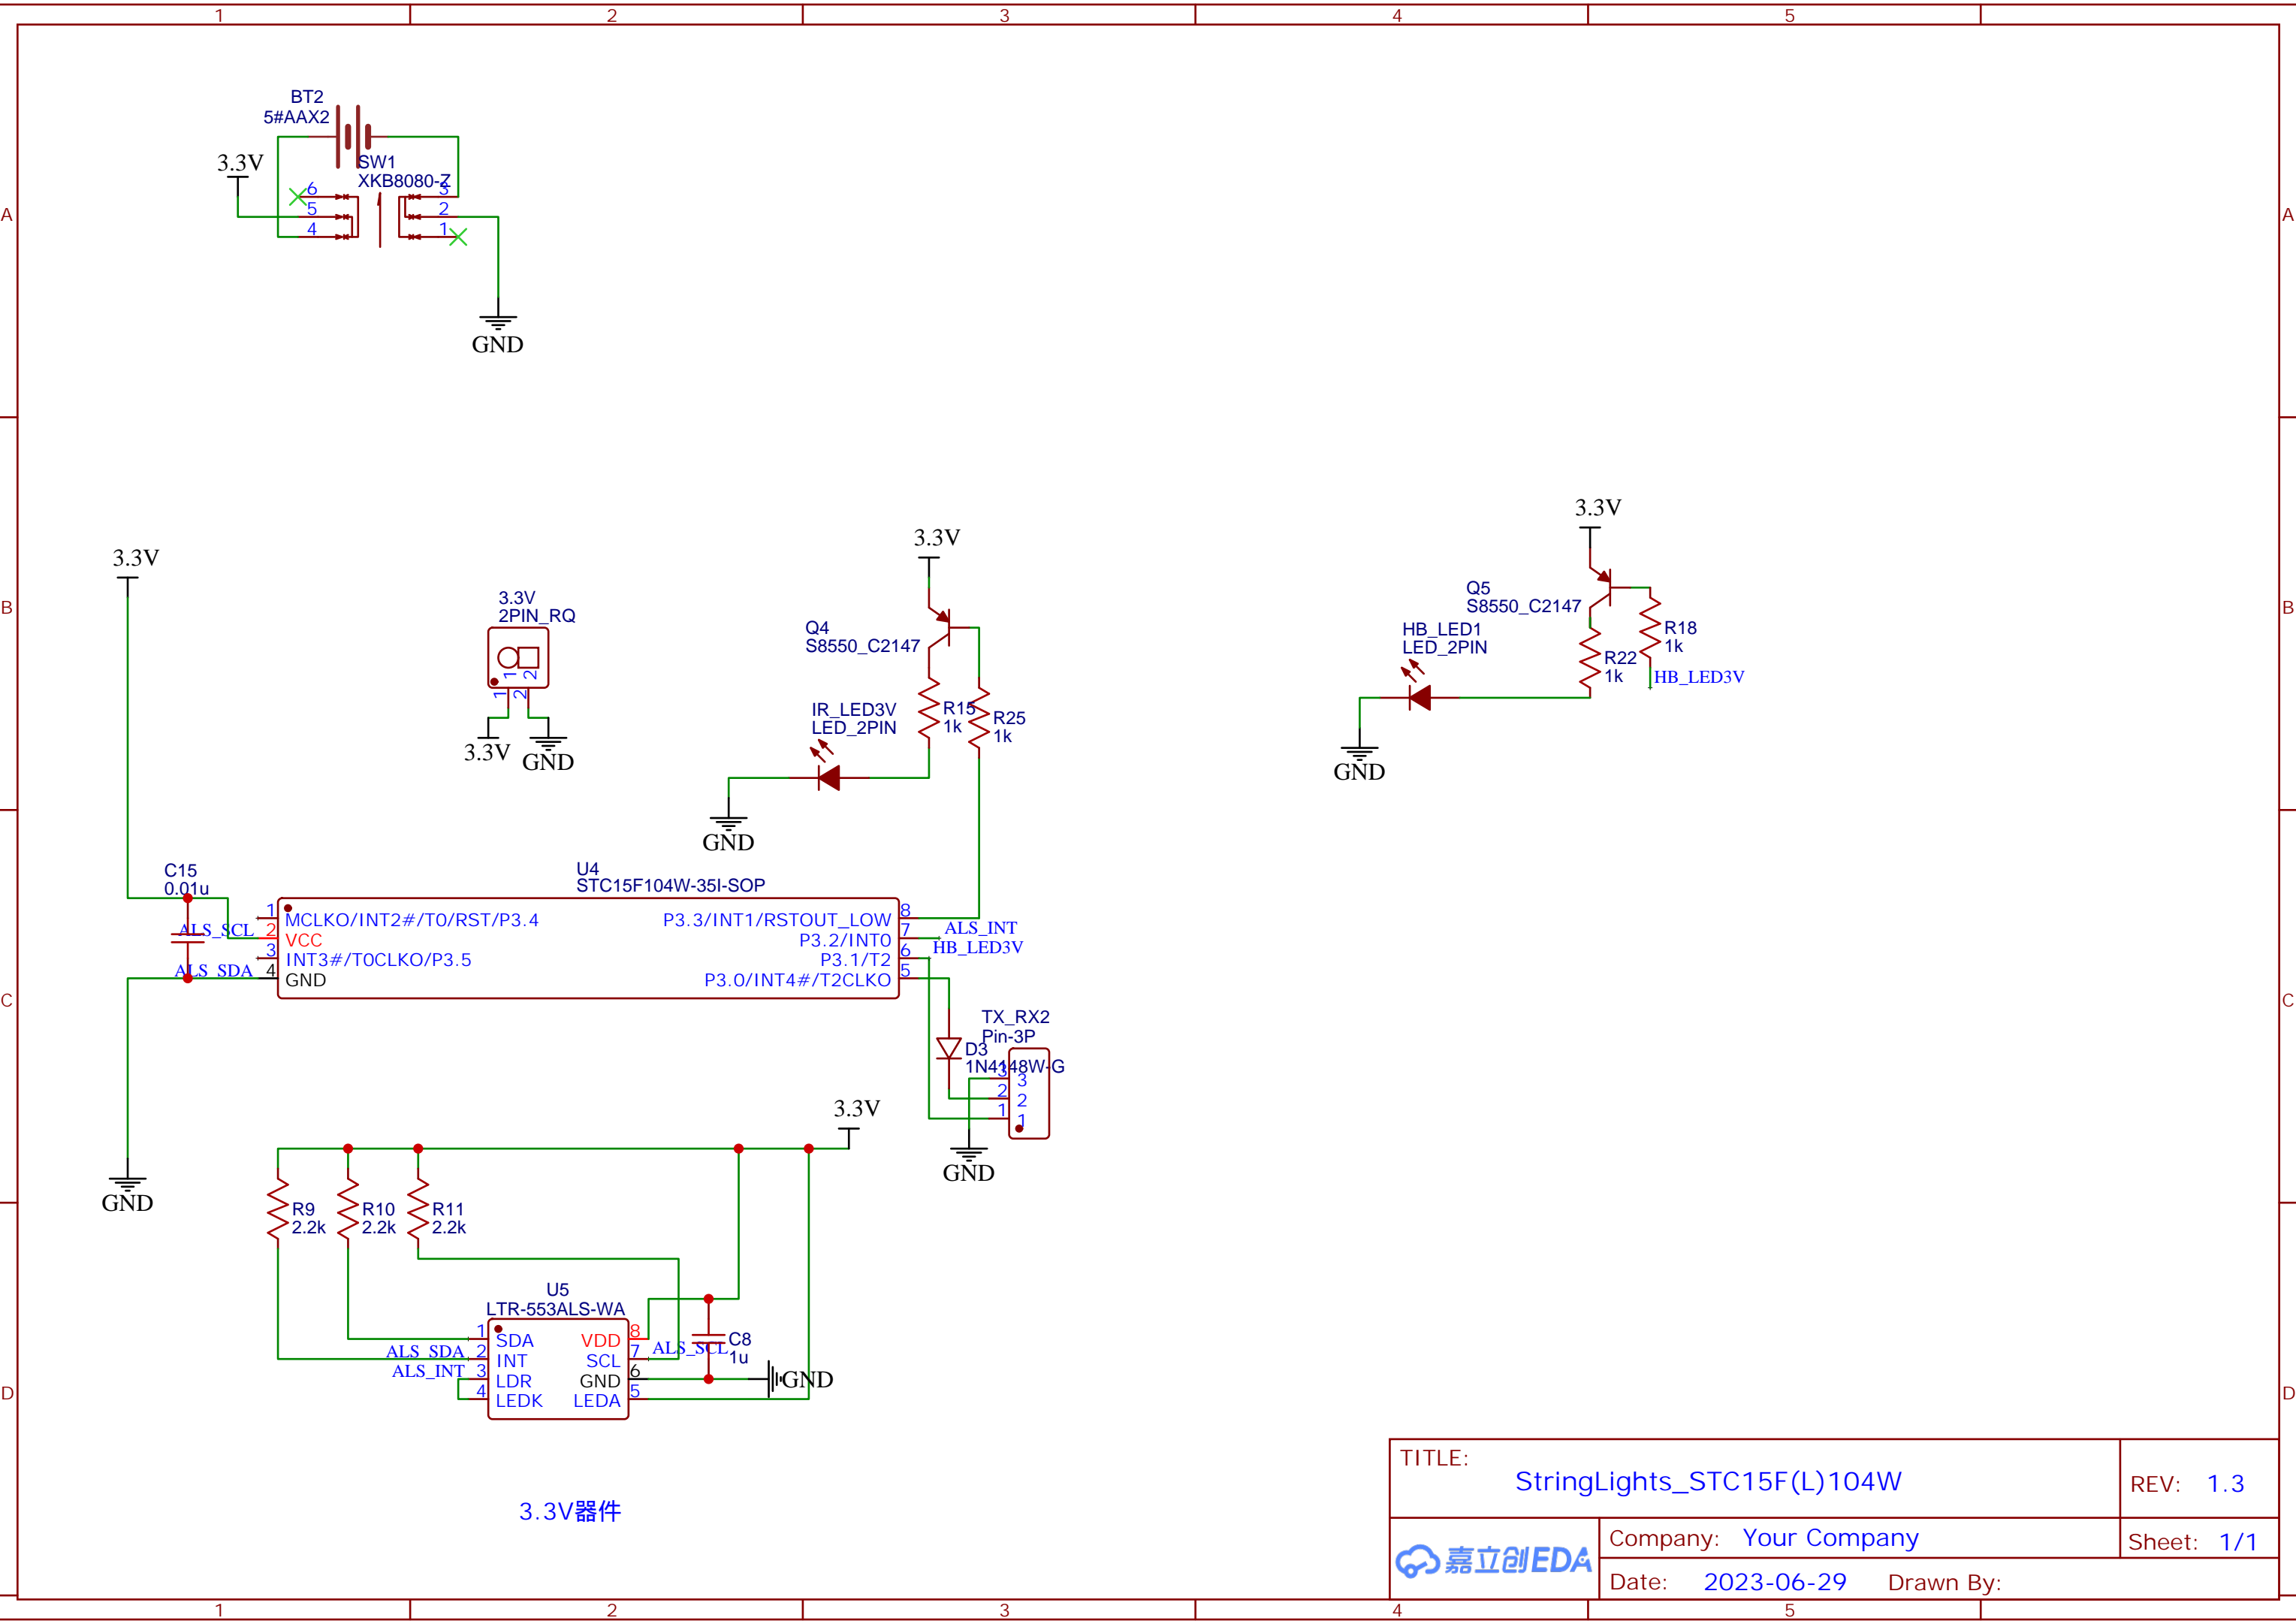 1 2 3 4 5
A A
B B
C C
D D
BT2
5#AAX2
3.3V
SW1
XKB8080-Z
6 3
5 2
4 1
GND
3.3V
3.3V
2PIN_RQ
1 2
1 2
3.3V GND
3.3V
Q4
S8550_C2147
IR_LED3V
LED_2PIN
R15
1k
R25
1k
GND
3.3V
Q5
S8550_C2147
HB_LED1
LED_2PIN
R18
1k
R22
1k
HB_LED3V
GND
C15
0.01u
U4
STC15F104W-35I-SOP
1 MCLKO/INT2#/T0/RST/P3.4 P3.3/INT1/RSTOUT_LOW 8
ALS_SCL 2 VCC P3.2/INT0 7 ALS_INT
3 INT3#/T0CLKO/P3.5 P3.1/T2 6 HB_LED3V
ALS_SDA 4 GND P3.0/INT4#/T2CLKO 5
TX_RX2
Pin-3P
D3
1N4148W-G
3 3
2 2
1 1
GND
GND
3.3V
R9
2.2k
R10
2.2k
R11
2.2k
U5
LTR-553ALS-WA
1 SDA VDD 8
ALS_SDA 2 INT SCL 7 ALS_SCL
ALS_INT 3 LDR GND 6
4 LEDK LEDA 5
C8
1u
GND
3.3V器件
TITLE:
StringLights_STC15F(L)104W
REV: 1.3
嘉立创EDA
Company: Your Company
Sheet: 1/1
Date: 2023-06-29 Drawn By:
1 2 3 4 5